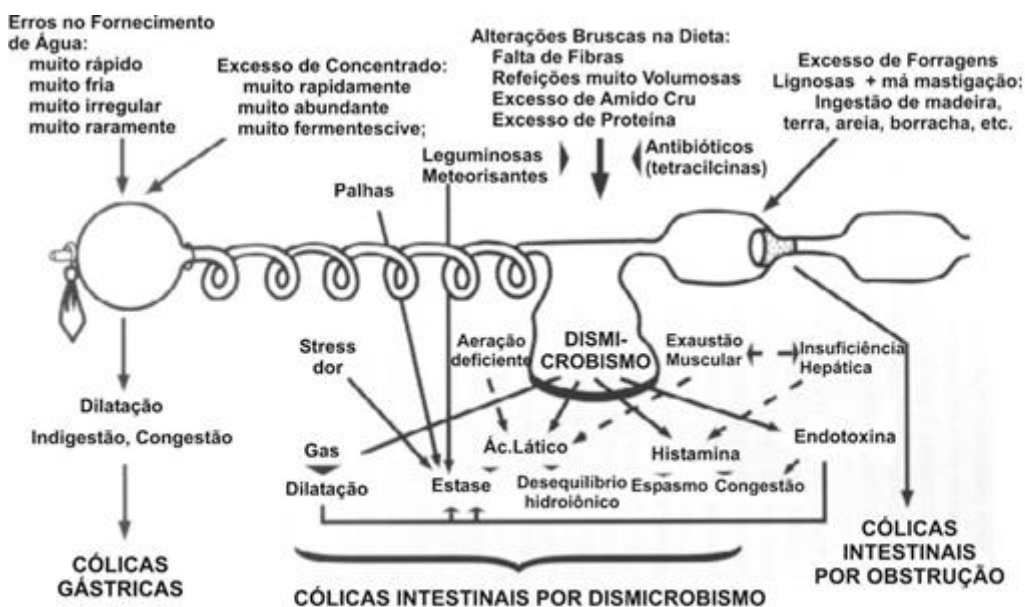 Erros no Fornecimento
de Água:
muito rápido
muito fria
muito irregular
muito raramente
Excesso de Concentrado:
muito rapidamente
muito abundante
muito fermentescive;
Alterações Bruscas na Dieta:
Falta de Fibras
Refeições muito Volumosas
Excesso de Amido Cru
Excesso de Proteína
Excesso de Forragens
Lignosas + má mastigação:
Ingestão de madeira,
terra, areia, borracha, etc.
Leguminosas
Meteorisantes
Antibióticos
(tetracilcinas)
Palhas
Stress
dor
Aeração
deficiente
DISMI-
CROBISMO
Exaustão
Muscular
Insuficiência
Hepática
Dilatação
Indigestão, Congestão
Gas
Dilatação
Estase
Ác.Lático
Desequilíbrio
hidroiônico
Histamina
Espasmo Congestão
Endotoxina
CÓLICAS
GÁSTRICAS
CÓLICAS INTESTINAIS POR DISMICROBISMO
CÓLICAS
INTESTINAIS
POR OBSTRUÇÃO